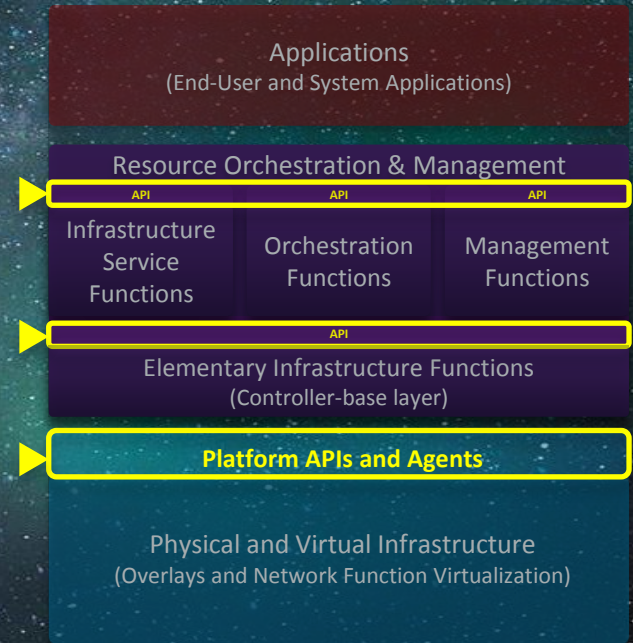 Applications
(End-User and System Applications)
Resource Orchestration & Management
API API API
Infrastructure
Service
Functions
Orchestration
Functions
Management
Functions
API
Elementary Infrastructure Functions
(Controller-base layer)
Platform APIs and Agents
Physical and Virtual Infrastructure
(Overlays and Network Function Virtualization)